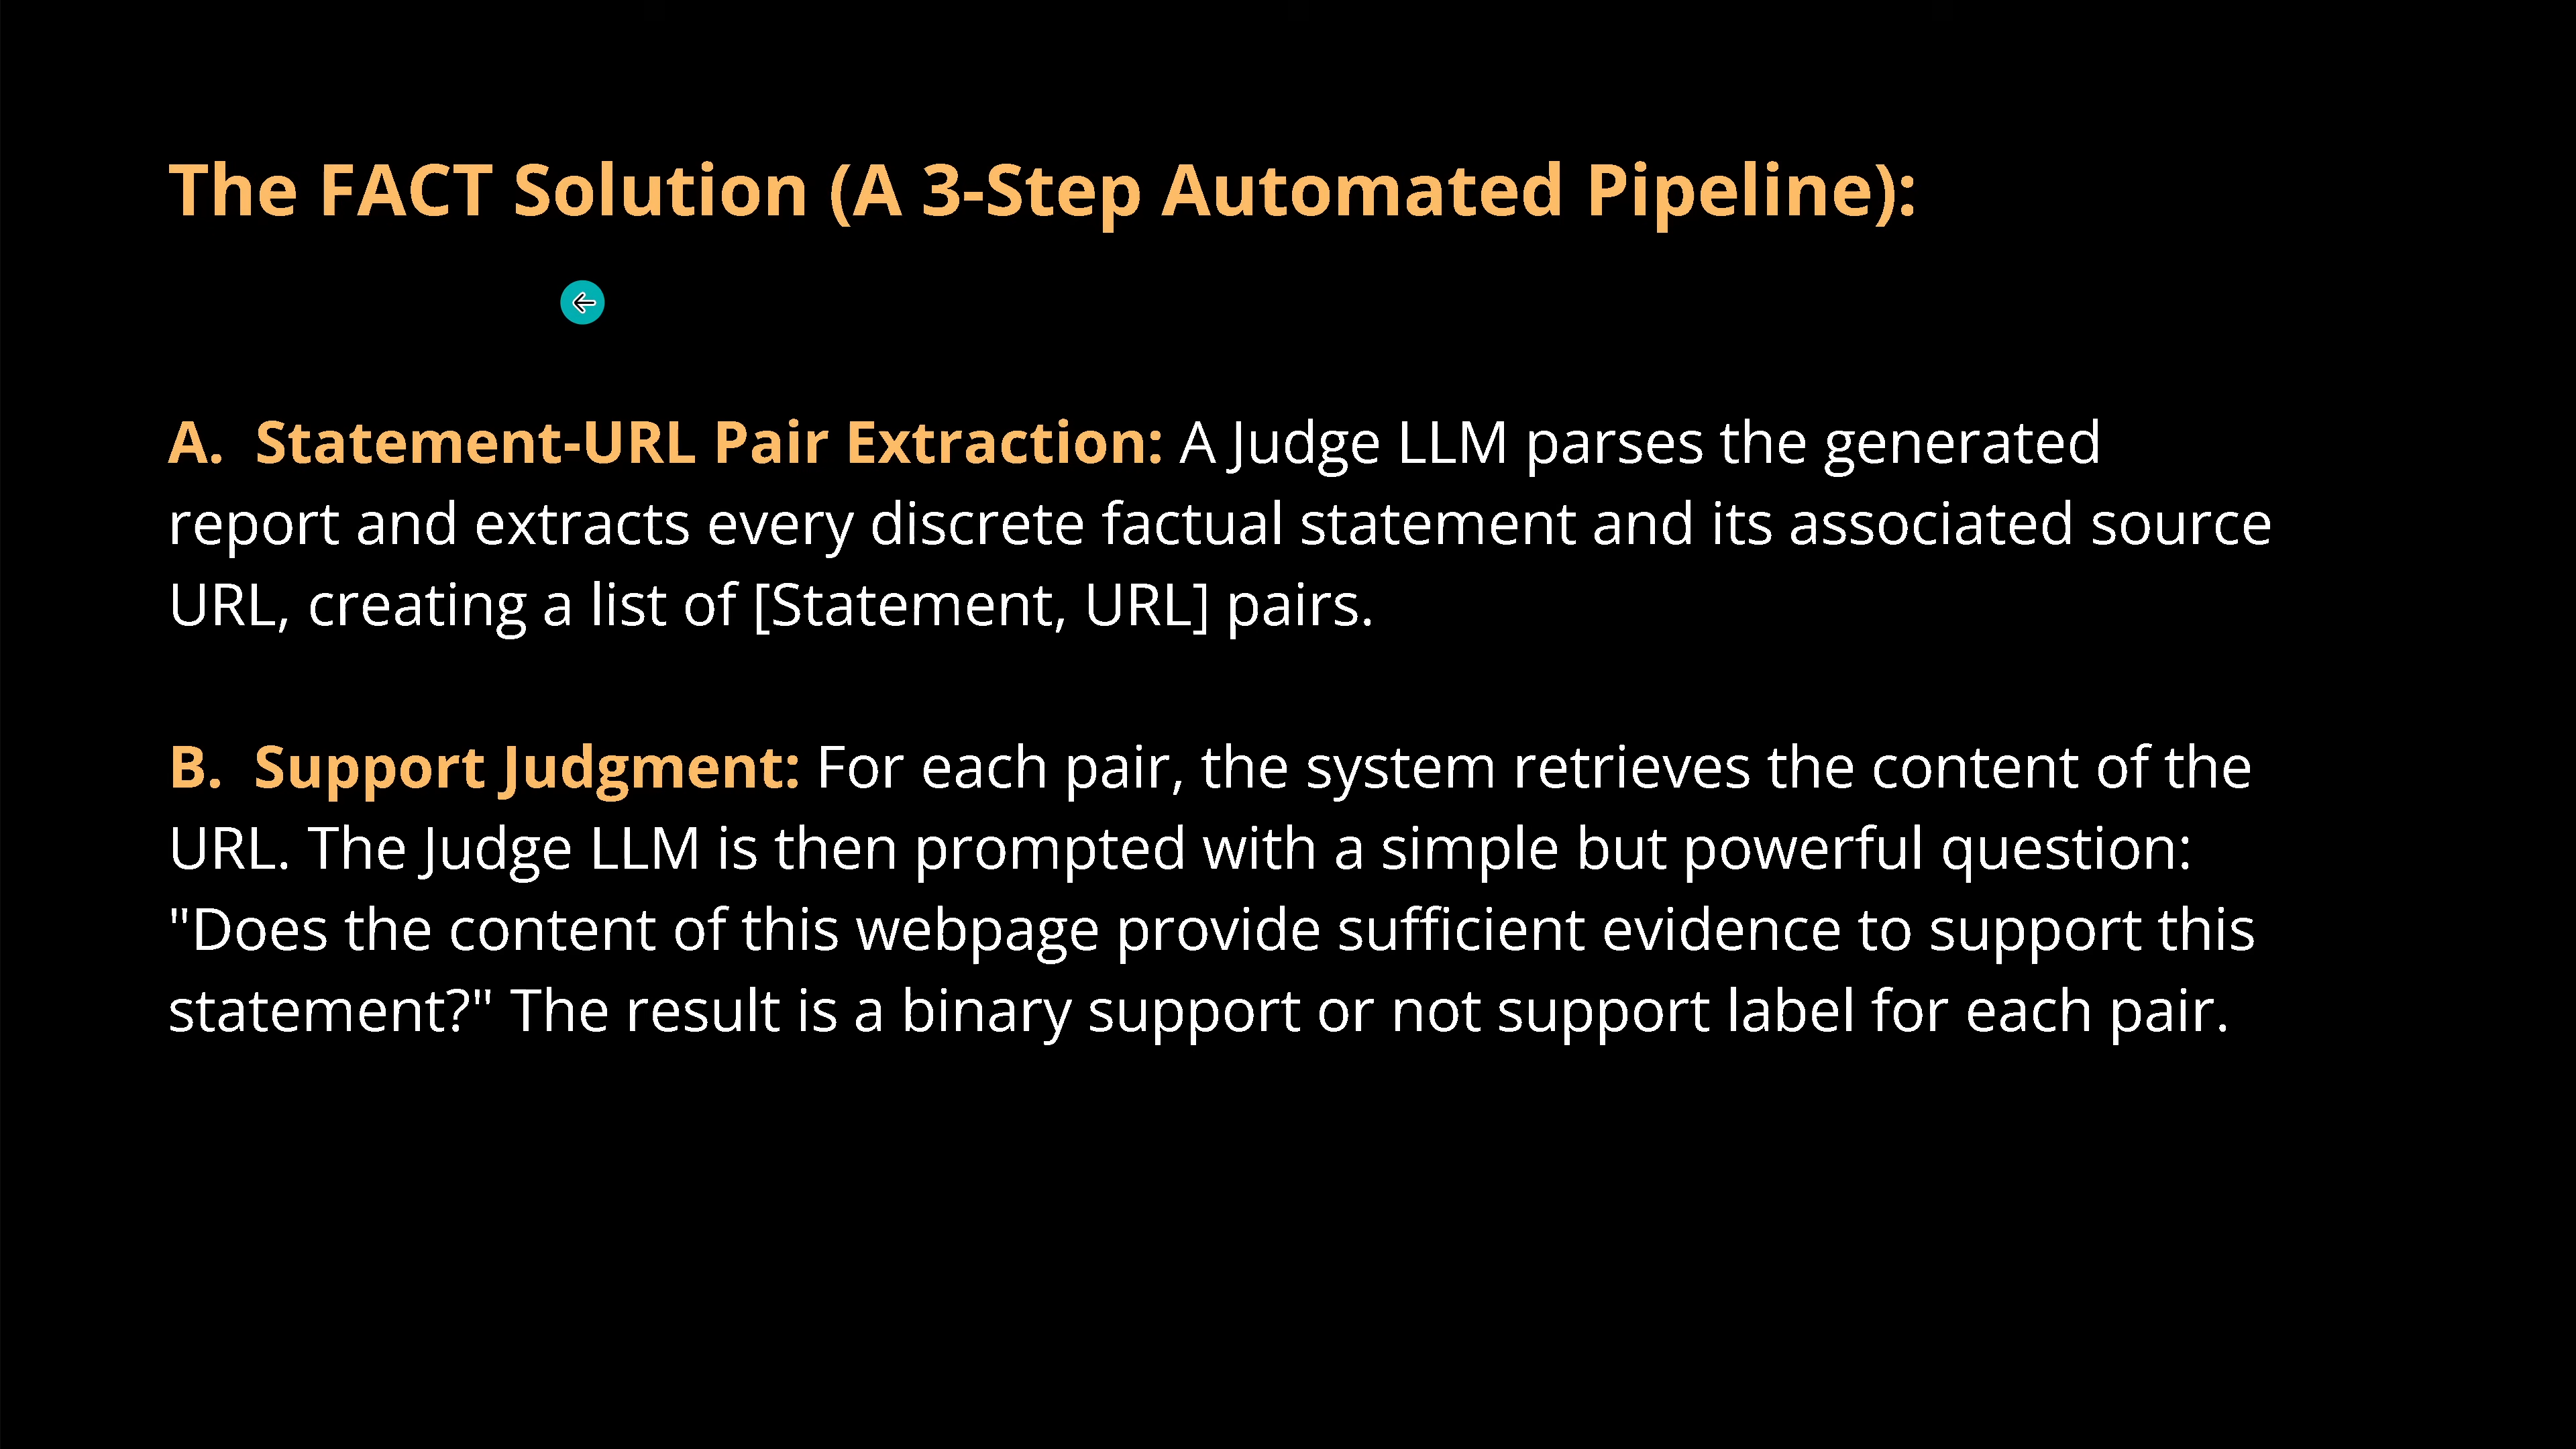 The FACT Solution (A 3-Step Automated Pipeline):
A. Statement-URL Pair Extraction: A Judge LLM parses the generated
report and extracts every discrete factual statement and its associated source
URL, creating a list of [Statement, URL] pairs.
B. Support Judgment: For each pair, the system retrieves the content of the
URL. The Judge LLM is then prompted with a simple but powerful question:
"Does the content of this webpage provide sufficient evidence to support this
statement?" The result is a binary support or not support label for each pair.